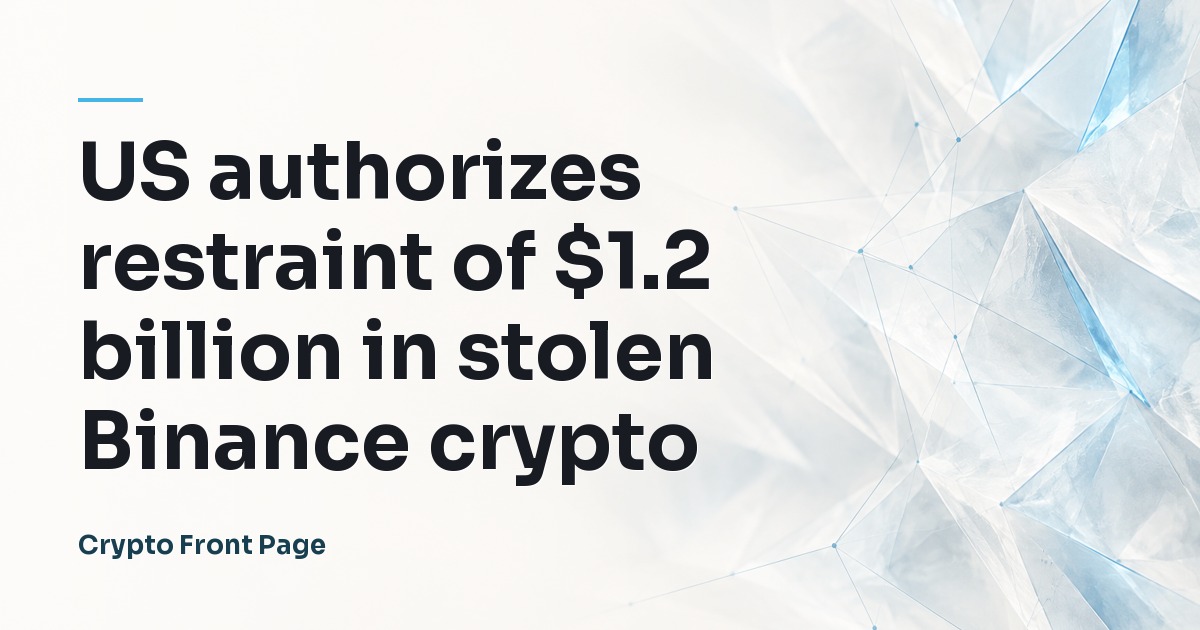 US authorizes
restraint of $1.2
billion in stolen
Binance crypto
Crypto Front Page